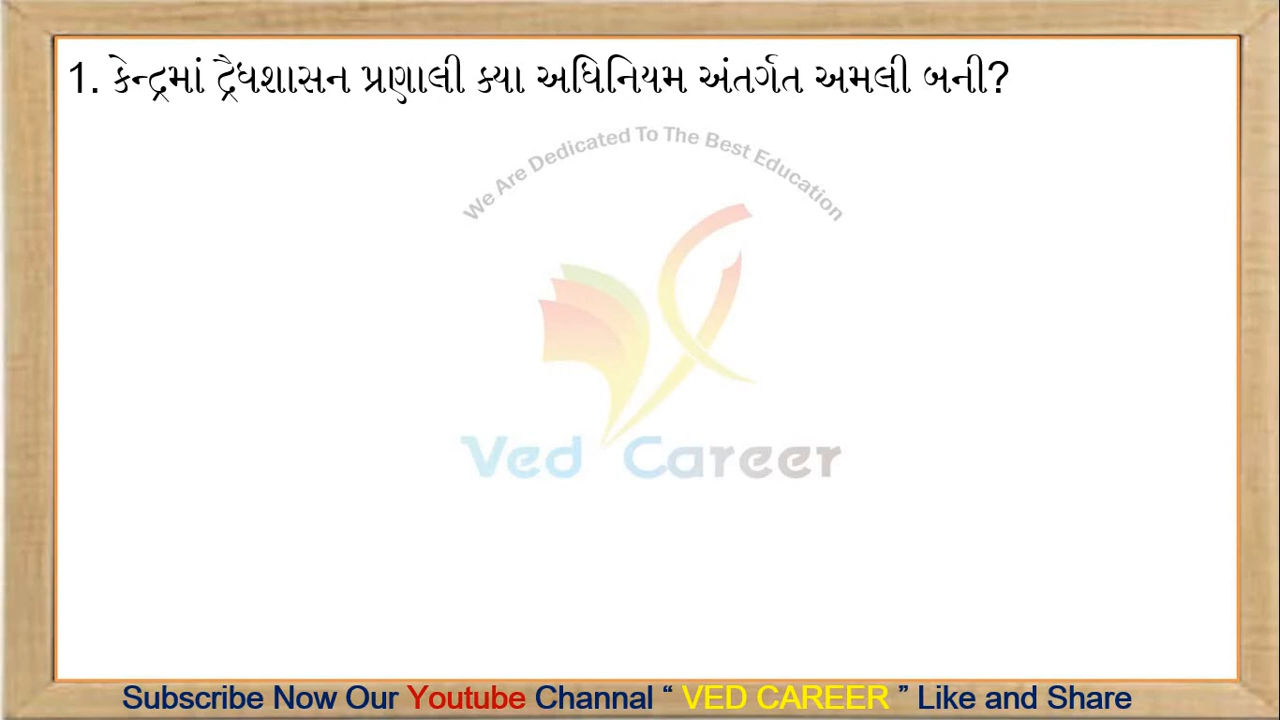 1. કેન્દ્રમાં દ્રૈધશાસન પ્રણાલી ક્યા અધિનિયમ અંતર્ગત અમલી બની?
We Are Dedicated To The Best Education
Ved Career
Subscribe Now Our Youtube Channal “ VED CAREER ” Like and Share